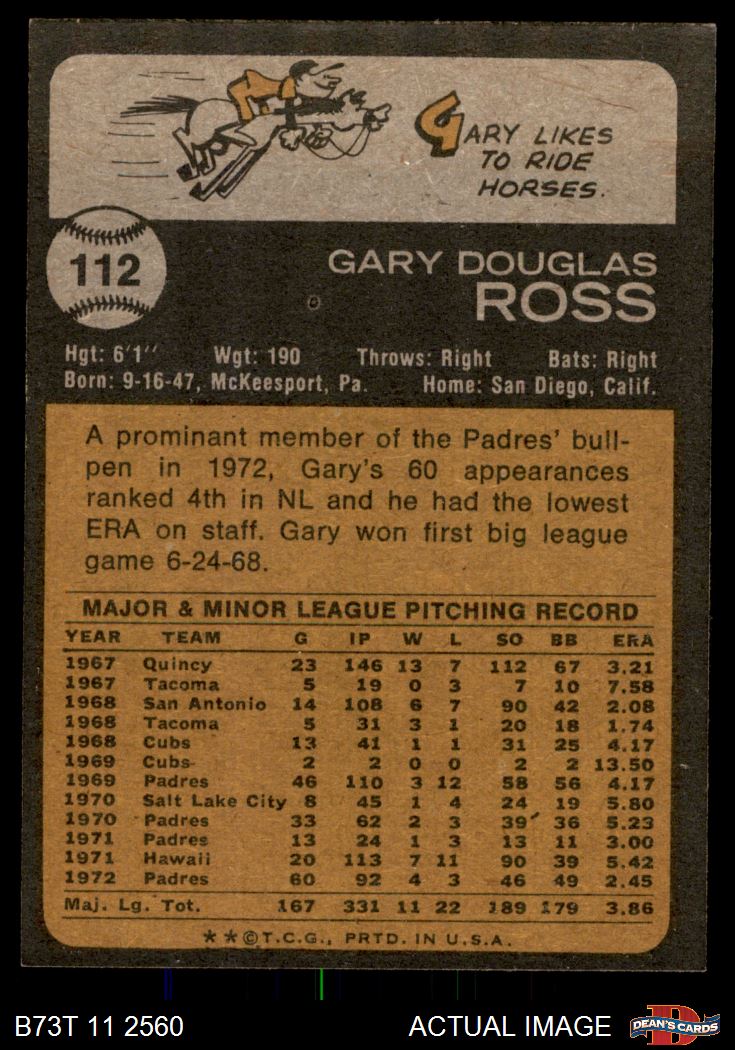 GARY LIKES
TO RIDE
HORSES.
112
GARY DOUGLAS
ROSS
Hgt: 6'1'' Wgt: 190 Throws: Right Bats: Right
Born: 9-16-47, McKeesport, Pa. Home: San Diego, Calif.
A prominant member of the Padres' bull-
pen in 1972, Gary's 60 appearances
ranked 4th in NL and he had the lowest
ERA on staff. Gary won first big league
game 6-24-68.
MAJOR & MINOR LEAGUE PITCHING RECORD
YEAR TEAM G IP W L SO BB ERA
1967 Quincy 23 146 13 7 112 67 3.21
1967 Tacoma 5 19 0 3 7 10 7.58
1968 San Antonio 14 108 6 7 90 42 2.08
1968 Tacoma 5 31 3 1 20 18 1.74
1968 Cubs 13 41 1 1 31 25 4.17
1969 Cubs 2 2 0 0 2 2 13.50
1969 Padres 46 110 3 12 58 56 4.17
1970 Salt Lake City 8 45 1 4 24 19 5.80
1970 Padres 33 62 2 3 39 36 5.23
1971 Padres 13 24 1 3 13 11 3.00
1971 Hawaii 20 113 7 11 90 39 5.42
1972 Padres 60 92 4 3 46 49 2.45
Maj. Lg. Tot. 167 331 11 22 189 179 3.86
**©T.C.G., PRTD. IN U.S.A.
B73T 11 2560 ACTUAL IMAGE D DEAN'S CARDS